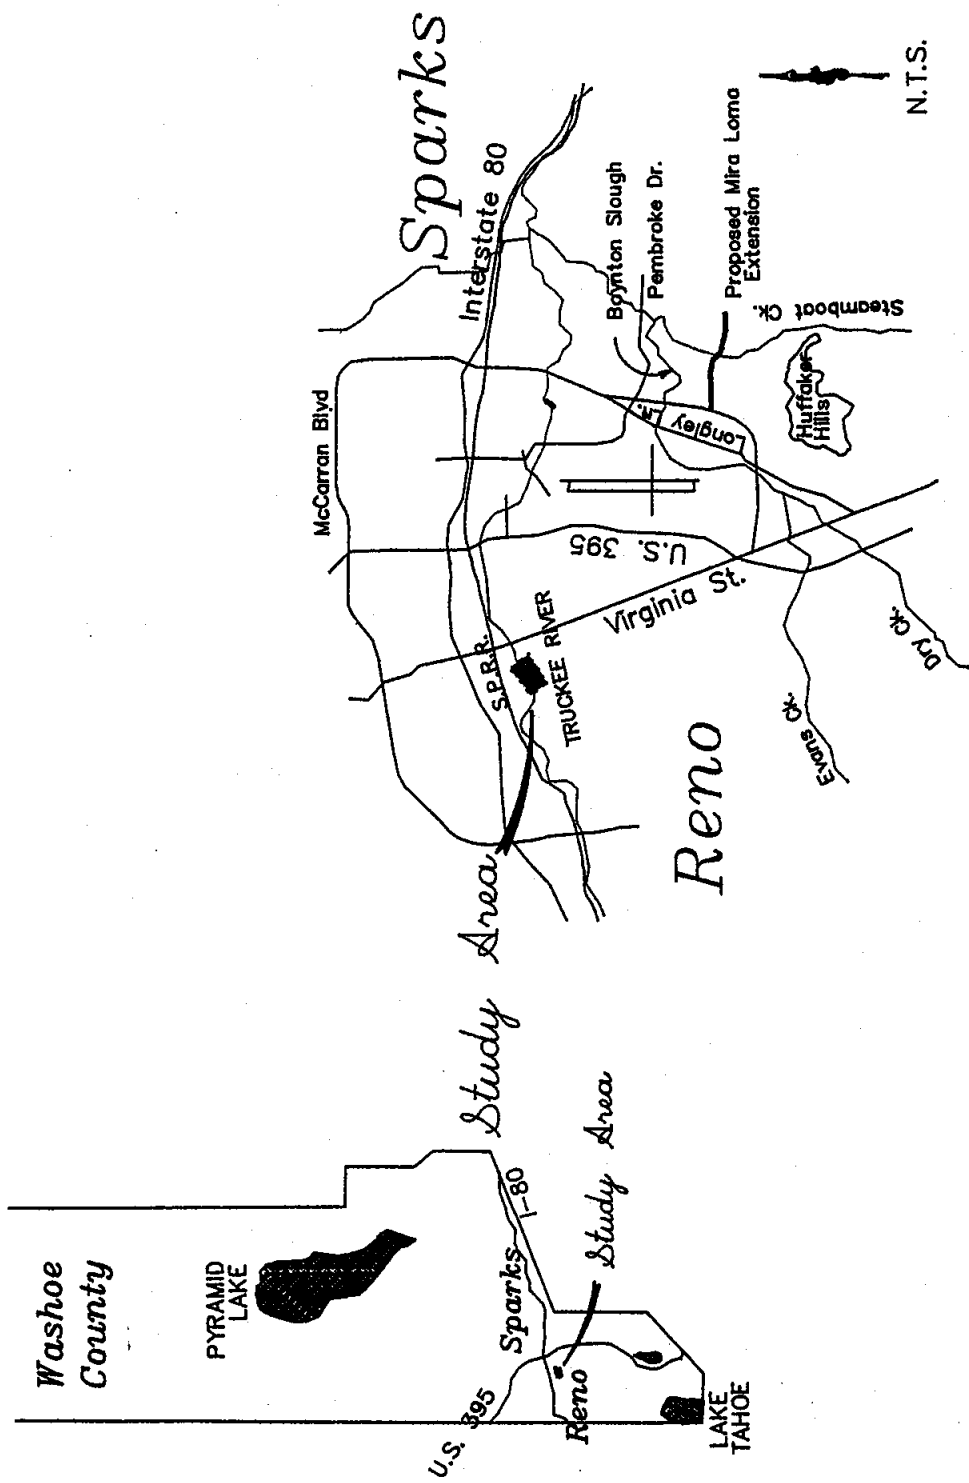 Washoe
County
PYRAMID
LAKE
U.S. 395
Sparks
I-80
Reno
Study Area
LAKE
TAHOE
Study Area
McCarran Blvd
Sparks
Interstate 80
S.P.R.R.
TRUCKEE RIVER
U.S. 395
Virginia St.
Longley Ln.
Boynton Slough
Pembroke Dr.
Proposed Mira Loma
Extension
Steamboat Ck.
Huffaker
Hills
Reno
Evans Ck.
Dry Ck.
N.T.S.